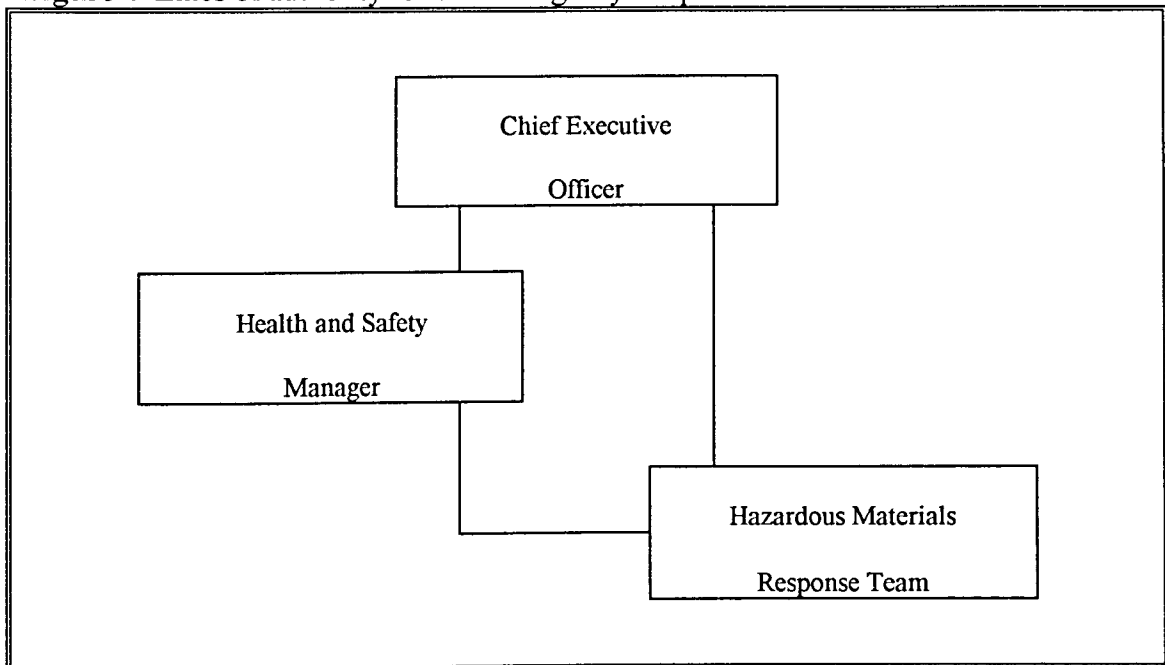 Chief Executive
Officer
Health and Safety
Manager
Hazardous Materials
Response Team